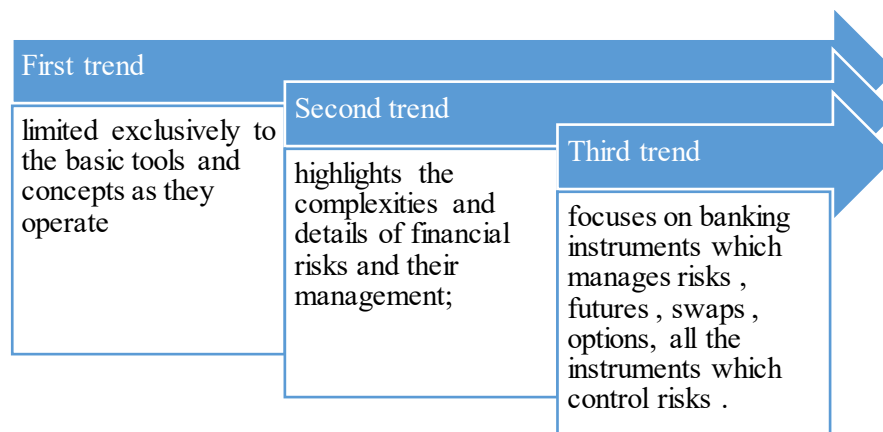 First trend
limited exclusively to
the basic tools and
concepts as they
operate
Second trend
highlights the
complexities and
details of financial
risks and their
management;
Third trend
focuses on banking
instruments which
manages risks ,
futures , swaps ,
options, all the
instruments which
control risks .